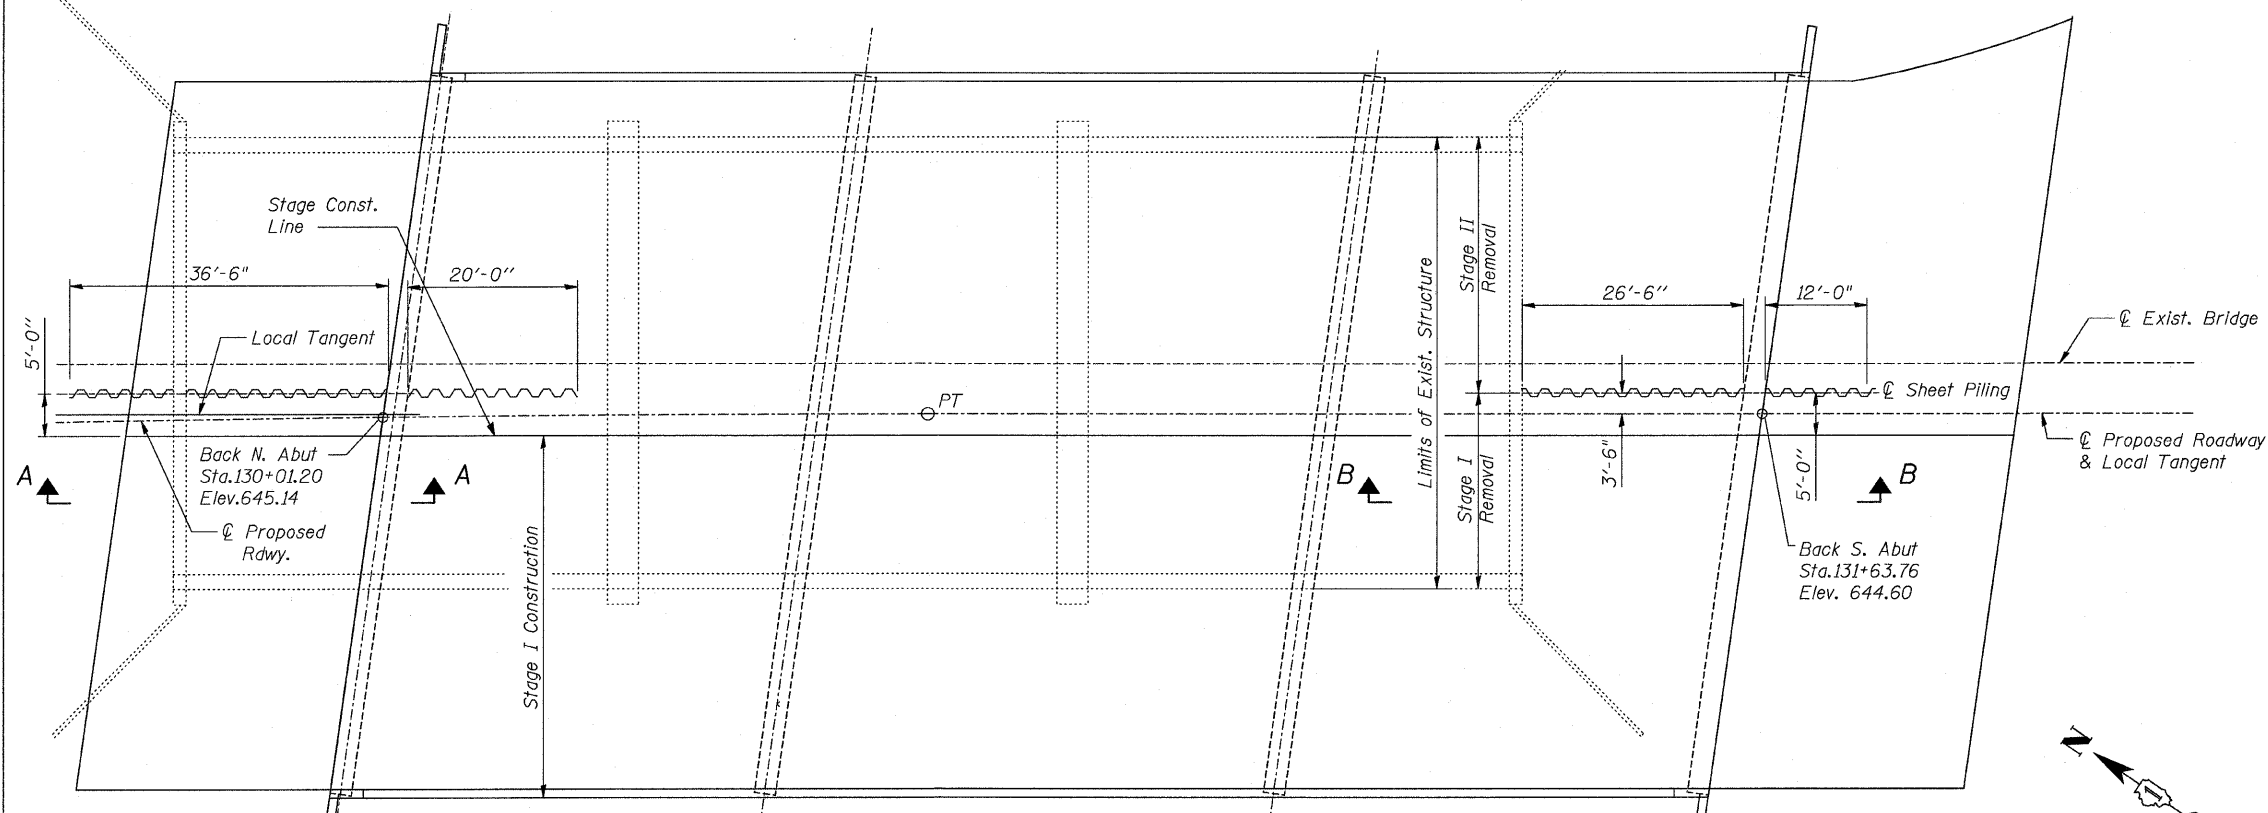 Stage Const.
Line
36'-6"
20'-0''
5'-0''
Local Tangent
PT
Back N. Abut
Sta.130+01.20
Elev.645.14
A
A
℄ Proposed
Rdwy.
Stage I Construction
Limits of Exist. Structure
Stage II
Removal
Stage I
Removal
26'-6''
12'-0"
℄ Exist. Bridge
℄ Sheet Piling
℄ Proposed Roadway
& Local Tangent
3'-6"
5'-0''
B
B
Back S. Abut
Sta.131+63.76
Elev. 644.60
N
1